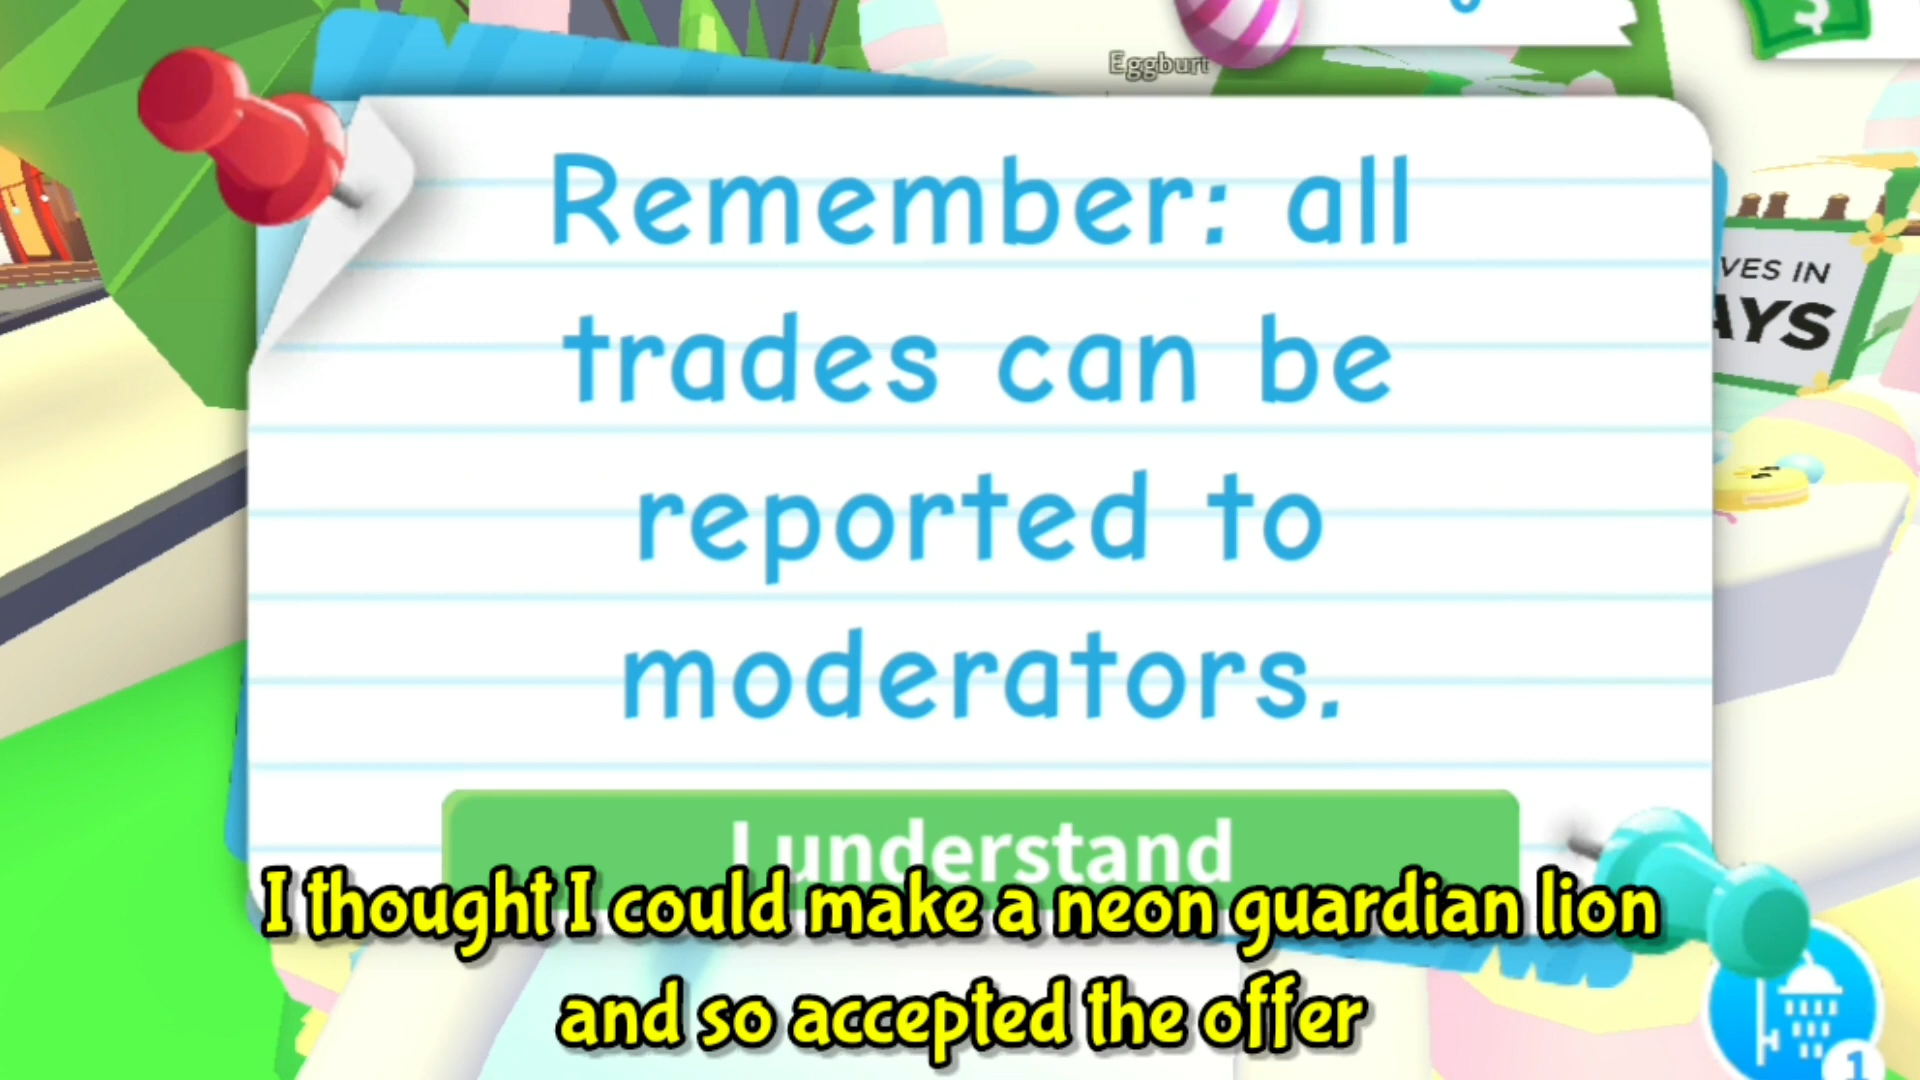 Eggburt
Remember: all
trades can be
reported to
moderators.
VES IN
AYS
I understand
I thought I could make a neon guardian lion
and so accepted the offer
1